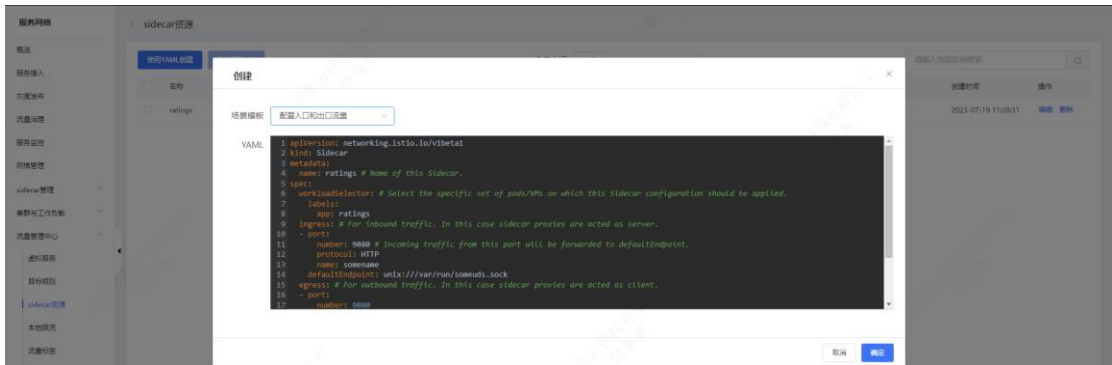 服务网格
sidecar资源
概览
服务接入
灰度发布
流量治理
服务监控
网格管理
sidecar管理
集群与工作负载
流量管理中心
虚拟服务
目标规则
sidecar资源
本地限流
流量标签
使用YAML创建
名称
创建时间
操作
ratings
2023-07-19 11:09:31
编辑 删除
创建
场景模板
配置入口和出口流量
YAML
1 apiVersion: networking.istio.io/v1beta1
2 kind: Sidecar
3 metadata:
4 name: ratings # Name of this Sidecar.
5 spec:
6 workloadSelector: # Select the specific set of pods/VMs on which this Sidecar configuration should be applied.
7 labels:
8 app: ratings
9 ingress: # For inbound traffic. In this case sidecar proxies are acted as server.
10 - port:
11 number: 9080 # Incoming traffic from this port will be forwarded to defaultEndpoint.
12 protocol: HTTP
13 name: somename
14 defaultEndpoint: unix:///var/run/someuds.sock
15 egress: # For outbound traffic. In this case sidecar proxies are acted as client.
16 - port:
17 number: 9080
取消
确定